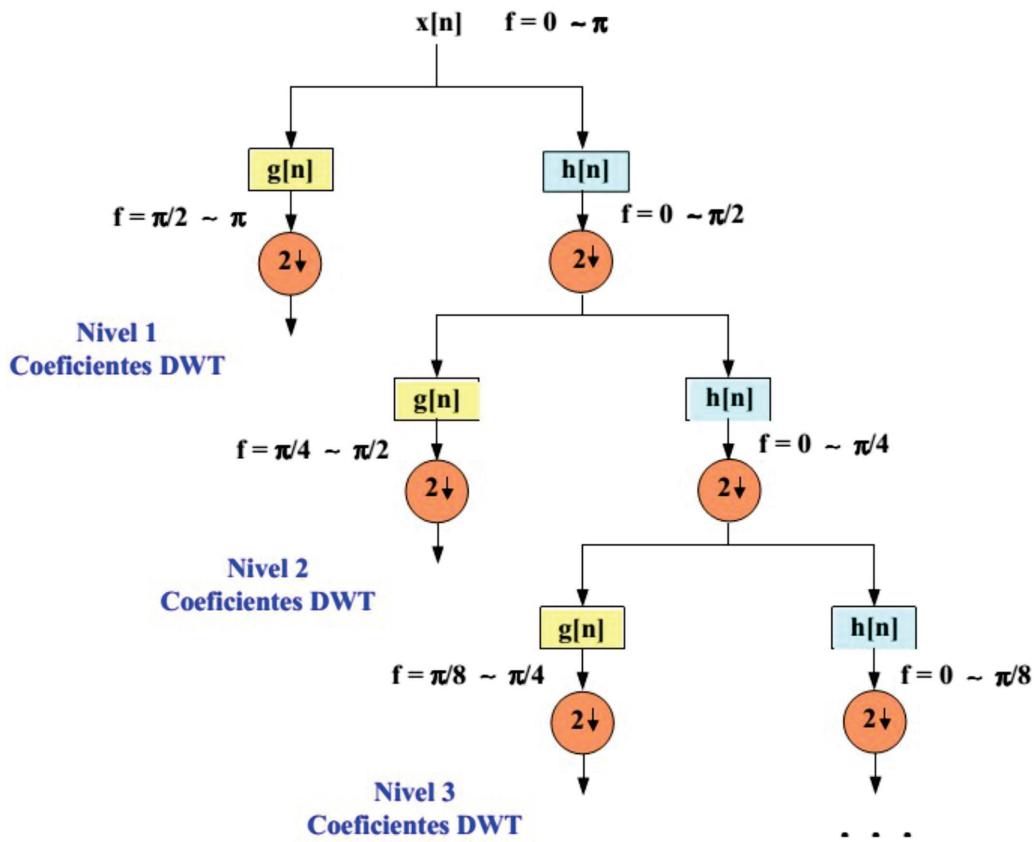 x[n] f = 0 ~ π
g[n] h[n]
f = π/2 ~ π f = 0 ~ π/2
2↓ 2↓
Nivel 1
Coeficientes DWT
g[n] h[n]
f = π/4 ~ π/2 f = 0 ~ π/4
2↓ 2↓
Nivel 2
Coeficientes DWT
g[n] h[n]
f = π/8 ~ π/4 f = 0 ~ π/8
2↓ 2↓
Nivel 3
Coeficientes DWT
. . .